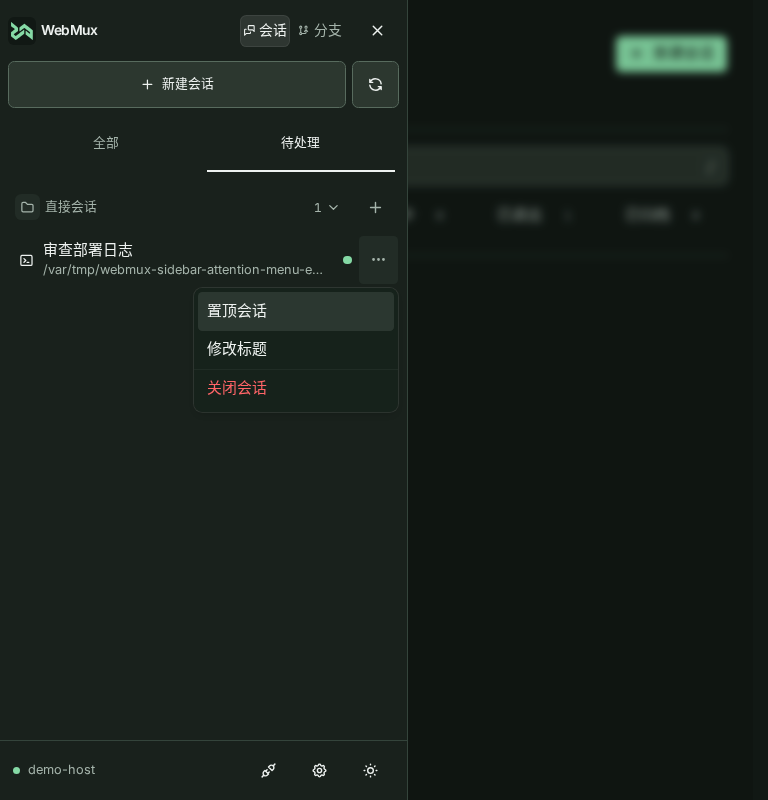 WebMux
会话
分支
新建会话
全部
待处理
直接会话
1
审查部署日志
/var/tmp/webmux-sidebar-attention-menu-e...
置顶会话
修改标题
关闭会话
demo-host